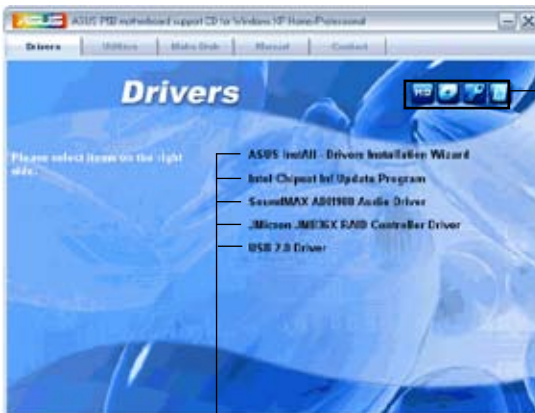 ASUS P5B motherboard support CD for Windows XP Home/Professional
Drivers
Utilities
Make Disk
Manual
Contact
Drivers
Please select items on the right side.
ASUS InstAll - Drivers Installation Wizard
Intel Chipset Inf Update Program
SoundMAX AD1988 Audio Driver
JMicron JMB36X RAID Controller Driver
USB 2.0 Driver